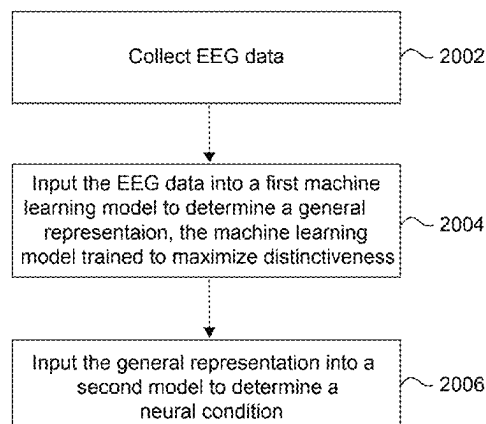 Collect EEG data
2002
Input the EEG data into a first machine
learning model to determine a general
representaion, the machine learning
model trained to maximize distinctiveness
2004
Input the general representation into a
second model to determine a
neural condition
2006